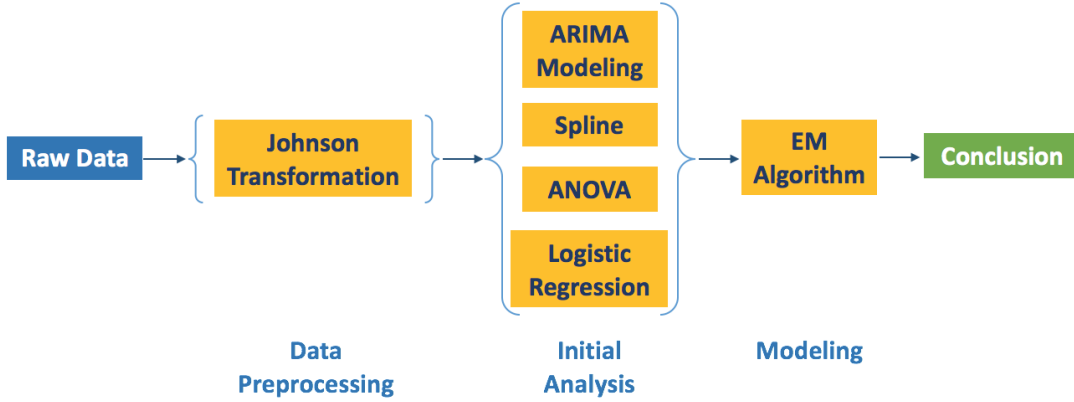 Raw Data
Johnson
Transformation
ARIMA
Modeling
Spline
ANOVA
Logistic
Regression
EM
Algorithm
Conclusion
Data
Preprocessing
Initial
Analysis
Modeling